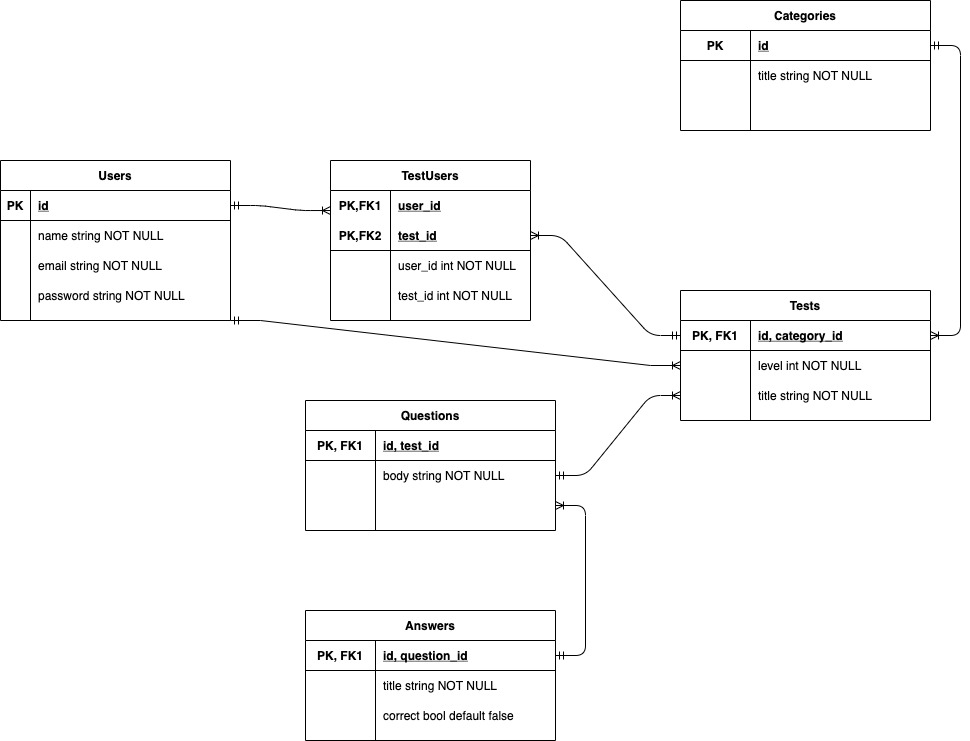 Categories
PK id
title string NOT NULL
Users
PK id
name string NOT NULL
email string NOT NULL
password string NOT NULL
TestUsers
PK,FK1 user_id
PK,FK2 test_id
user_id int NOT NULL
test_id int NOT NULL
Tests
PK, FK1 id, category_id
level int NOT NULL
title string NOT NULL
Questions
PK, FK1 id, test_id
body string NOT NULL
Answers
PK, FK1 id, question_id
title string NOT NULL
correct bool default false